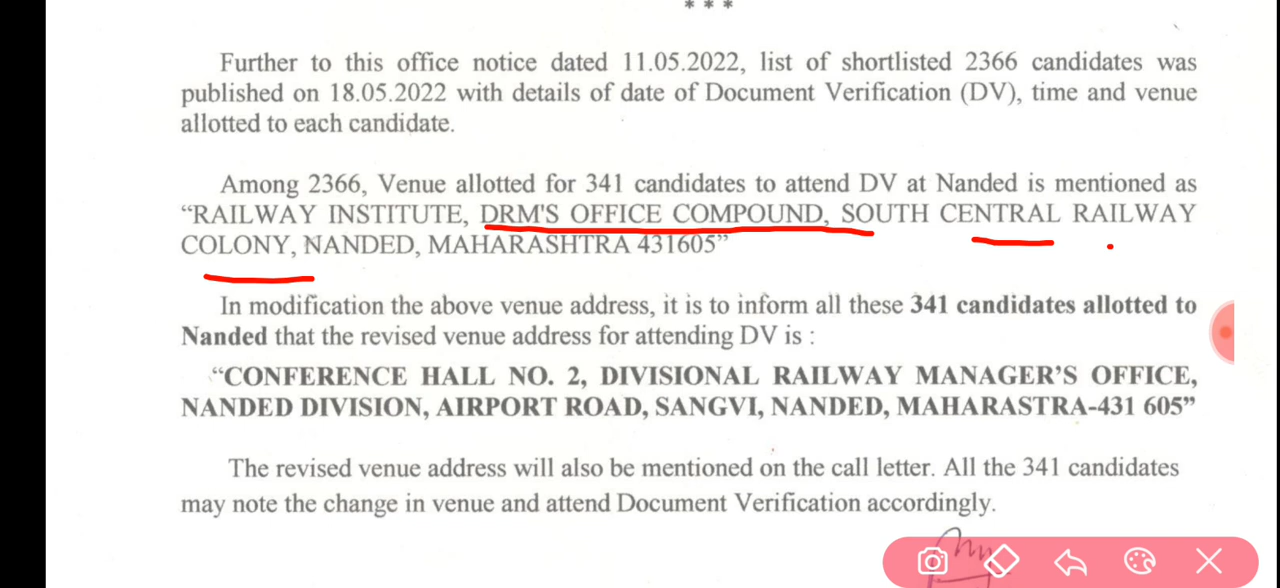 ***
Further to this office notice dated 11.05.2022, list of shortlisted 2366 candidates was
published on 18.05.2022 with details of date of Document Verification (DV), time and venue
allotted to each candidate.
Among 2366, Venue allotted for 341 candidates to attend DV at Nanded is mentioned as
“RAILWAY INSTITUTE, DRM'S OFFICE COMPOUND, SOUTH CENTRAL RAILWAY
COLONY, NANDED, MAHARASHTRA 431605”
In modification the above venue address, it is to inform all these 341 candidates allotted to
Nanded that the revised venue address for attending DV is :
“CONFERENCE HALL NO. 2, DIVISIONAL RAILWAY MANAGER’S OFFICE,
NANDED DIVISION, AIRPORT ROAD, SANGVI, NANDED, MAHARASTRA-431 605”
The revised venue address will also be mentioned on the call letter. All the 341 candidates
may note the change in venue and attend Document Verification accordingly.